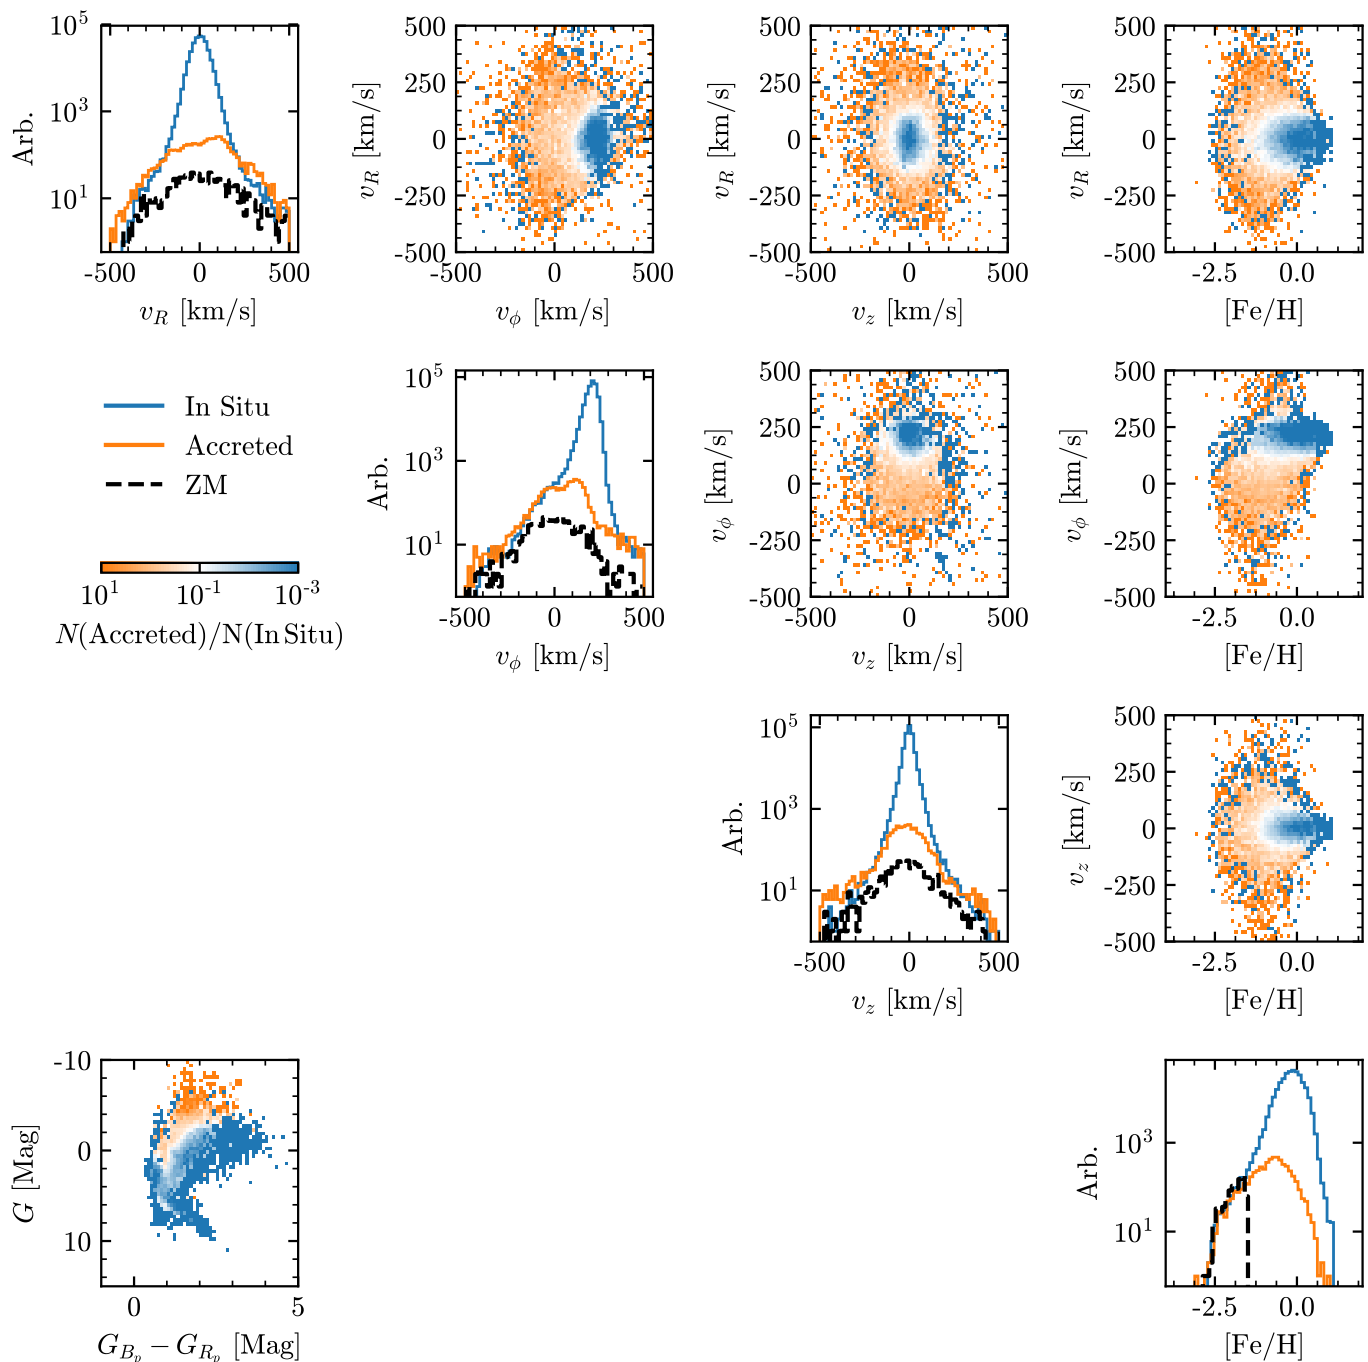 10^5
10^3
10^1
Arb.
-500 0 500
v_R [km/s]
500
250
0
-250
-500
v_R [km/s]
-500 0 500
v_ϕ [km/s]
500
250
0
-250
-500
v_R [km/s]
-500 0 500
v_z [km/s]
500
250
0
-250
-500
v_R [km/s]
-2.5 0.0
[Fe/H]
In Situ
Accreted
ZM
10^1 10^-1 10^-3
N(Accreted)/N(In Situ)
10^5
10^3
10^1
Arb.
-500 0 500
v_ϕ [km/s]
500
250
0
-250
-500
v_ϕ [km/s]
-500 0 500
v_z [km/s]
500
250
0
-250
-500
v_ϕ [km/s]
-2.5 0.0
[Fe/H]
10^5
10^3
10^1
Arb.
-500 0 500
v_z [km/s]
500
250
0
-250
-500
v_z [km/s]
-2.5 0.0
[Fe/H]
-10
0
10
G [Mag]
0 5
G_{B_p} − G_{R_p} [Mag]
10^3
10^1
Arb.
-2.5 0.0
[Fe/H]